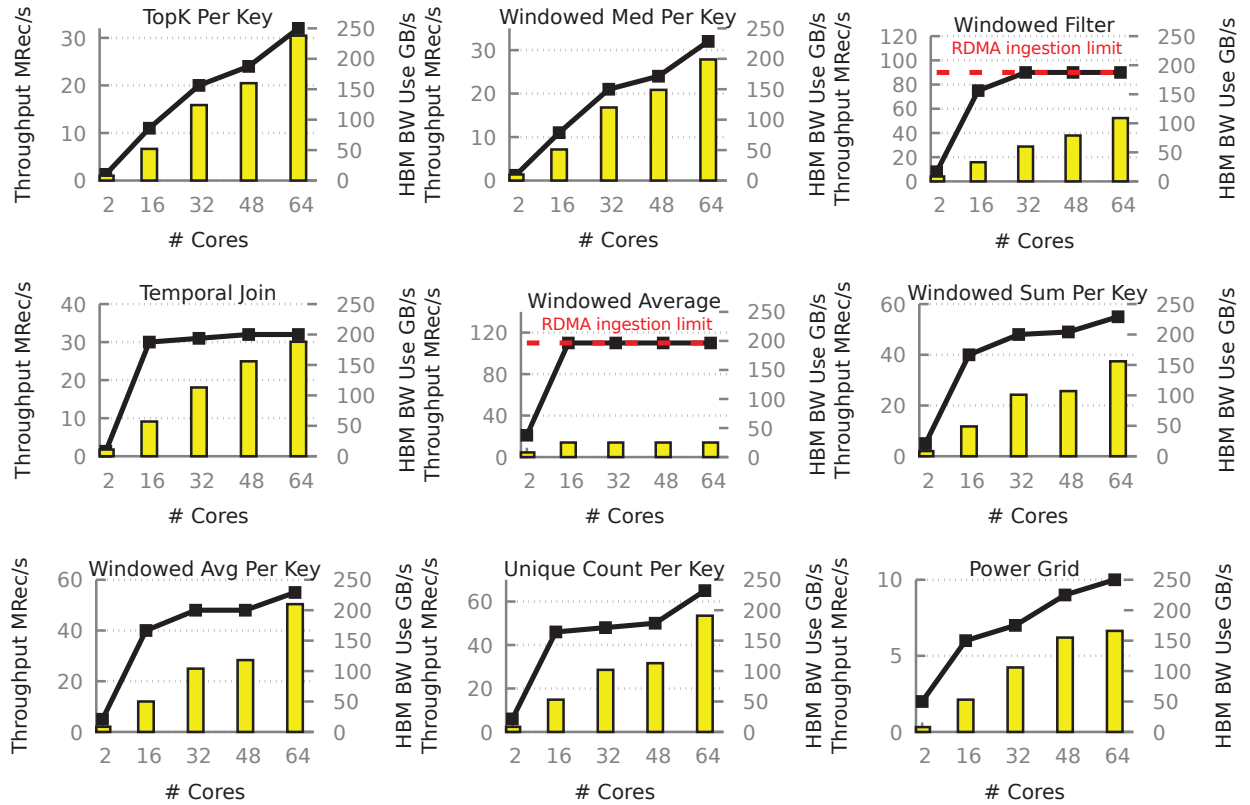 TopK Per Key
Throughput MRec/s
30
20
10
0
250
200
150
100
50
0
HBM BW Use GB/s
2 16 32 48 64
# Cores
Windowed Med Per Key
Throughput MRec/s
30
20
10
0
250
200
150
100
50
0
HBM BW Use GB/s
2 16 32 48 64
# Cores
Windowed Filter
RDMA ingestion limit
Throughput MRec/s
120
100
80
60
40
20
0
250
200
150
100
50
0
HBM BW Use GB/s
2 16 32 48 64
# Cores
Temporal Join
Throughput MRec/s
40
30
20
10
0
250
200
150
100
50
0
HBM BW Use GB/s
2 16 32 48 64
# Cores
Windowed Average
RDMA ingestion limit
Throughput MRec/s
120
80
40
0
250
200
150
100
50
0
HBM BW Use GB/s
2 16 32 48 64
# Cores
Windowed Sum Per Key
Throughput MRec/s
60
40
20
0
250
200
150
100
50
0
HBM BW Use GB/s
2 16 32 48 64
# Cores
Windowed Avg Per Key
Throughput MRec/s
60
40
20
0
250
200
150
100
50
0
HBM BW Use GB/s
2 16 32 48 64
# Cores
Unique Count Per Key
Throughput MRec/s
60
40
20
0
250
200
150
100
50
0
HBM BW Use GB/s
2 16 32 48 64
# Cores
Power Grid
Throughput MRec/s
10
5
0
250
200
150
100
50
0
HBM BW Use GB/s
2 16 32 48 64
# Cores